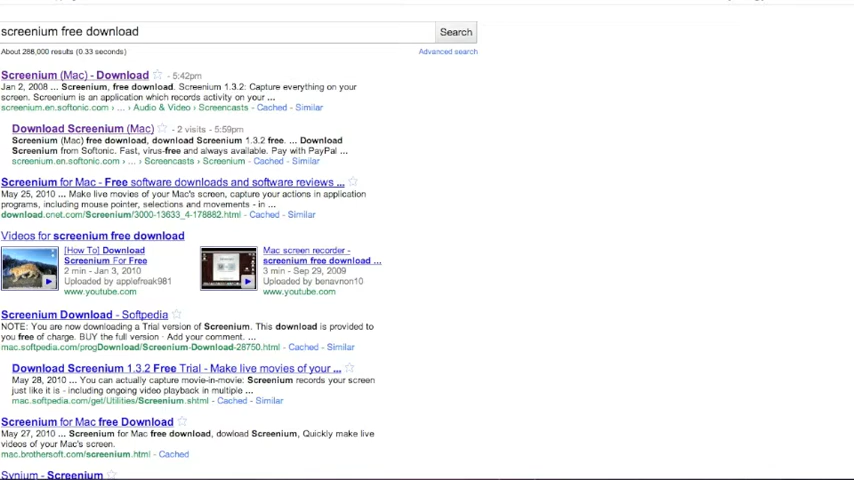 screenium free download
Search
About 288,000 results (0.33 seconds)
Advanced search
Screenium (Mac) - Download - 5:42pm
Jan 2, 2008 ... Screenium, free download. Screenium 1.3.2: Capture everything on your
screen. Screenium is an application which records activity on your ...
screenium.en.softonic.com › ... › Audio & Video › Screencasts - Cached - Similar
Download Screenium (Mac) - 2 visits - 5:59pm
Screenium (Mac) free download, download Screenium 1.3.2 free. ... Download
Screenium from Softonic. Fast, virus-free and always available. Pay with PayPal ...
screenium.en.softonic.com › ... › Screencasts › Screenium - Cached - Similar
Screenium for Mac - Free software downloads and software reviews ...
May 25, 2010 ... Make live movies of your Mac's screen, capture your actions in application
programs, including mouse pointer, selections and movements - in ...
download.cnet.com/Screenium/3000-13633_4-178882.html - Cached - Similar
Videos for screenium free download
[How To] Download
Screenium For Free
2 min - Jan 3, 2010
Uploaded by applefreak981
www.youtube.com
Mac screen recorder -
screenium free download ...
3 min - Sep 29, 2009
Uploaded by benavnon10
www.youtube.com
Screenium Download - Softpedia
NOTE: You are now downloading a Trial version of Screenium. This download is provided to
you free of charge. BUY the full version · Add your comment. ...
mac.softpedia.com/progDownload/Screenium-Download-28750.html - Cached - Similar
Download Screenium 1.3.2 Free Trial - Make live movies of your ...
May 28, 2010 ... You can actually capture movie-in-movie: Screenium records your screen
just like it is - including ongoing video playback in multiple ...
mac.softpedia.com/get/Utilities/Screenium.shtml - Cached - Similar
Screenium for Mac free Download
May 27, 2010 ... Screenium for Mac free download, dowload Screenium, Quickly make live
videos of your Mac's screen.
mac.brothersoft.com/screenium.html - Cached
Synium - Screenium